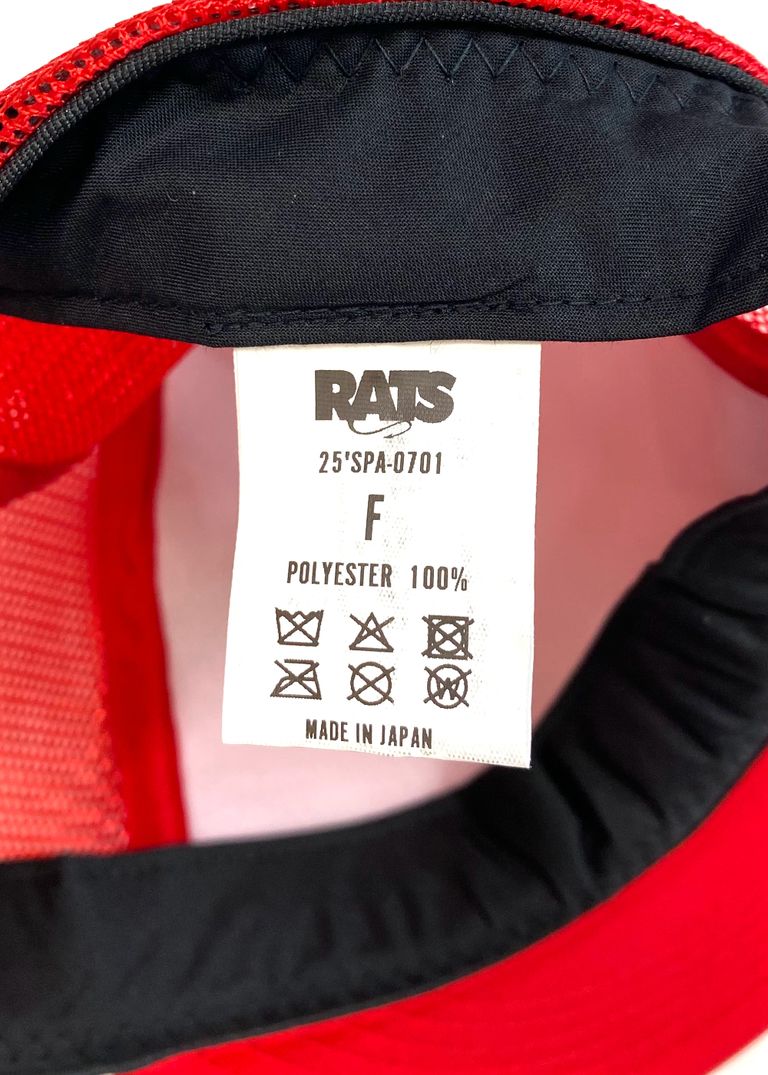 RATS
25'SPA-0701
F
POLYESTER 100%
W
MADE IN JAPAN